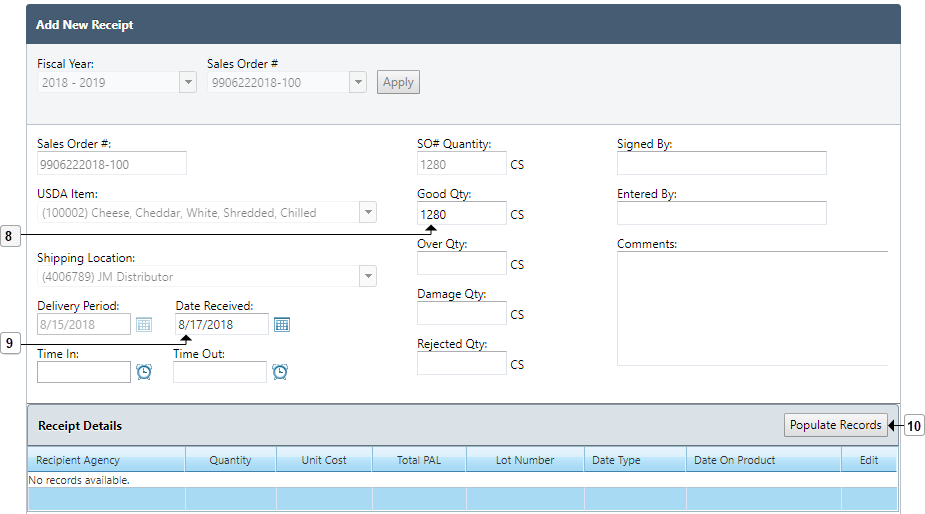 Add New Receipt
Fiscal Year: Sales Order #
2018 - 2019 9906222018-100 Apply
Sales Order #: SO# Quantity: Signed By:
9906222018-100 1280 CS
USDA Item: Good Qty: Entered By:
(100002) Cheese, Cheddar, White, Shredded, Chilled 1280 CS
8
Over Qty: Comments:
Shipping Location: CS
(4006789) JM Distributor
Delivery Period: Date Received: Damage Qty:
8/15/2018 8/17/2018 CS
9
Time In: Time Out: Rejected Qty:
CS
Receipt Details Populate Records 10
Recipient Agency Quantity Unit Cost Total PAL Lot Number Date Type Date On Product Edit
No records available.